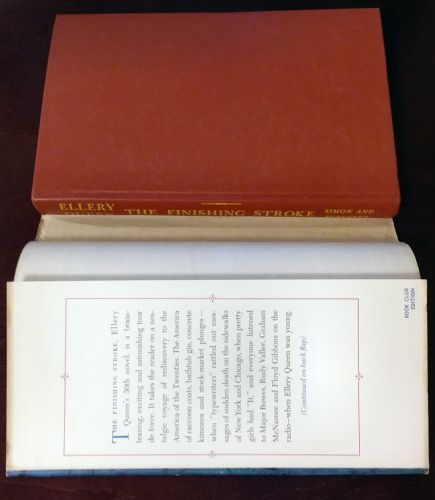 ELLERY
QUEEN
THE FINISHING STROKE
SIMON AND
SCHUSTER
BOOK CLUB
EDITION
THE FINISHING STROKE, Ellery
Queen's 30th novel, is a brain-
teasing, exciting and astonishing tour
de force. It takes the reader on a nos-
talgic voyage of rediscovery to the
America of the Twenties. The America
of raccoon coats, bathtub gin, concrete
kimonos and stock-market plunges —
when "typewriters" rattled out mes-
sages of sudden death on the sidewalks
of New York and Chicago, when pretty
girls had "It," and everyone listened
to Major Bowes, Rudy Vallee, Graham
McNamee and Floyd Gibbons on the
radio—when Ellery Queen was young.
(Continued on back flap)